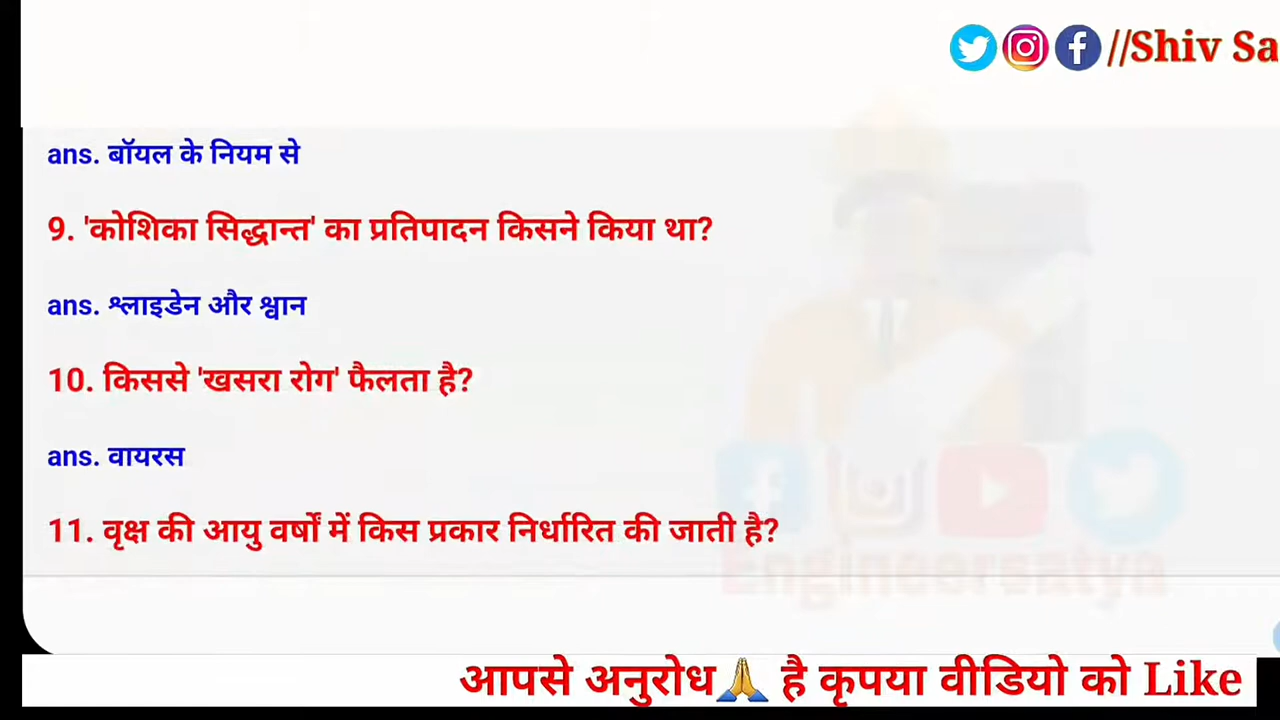 //Shiv Sa
ans. बॉयल के नियम से
9. 'कोशिका सिद्धान्त' का प्रतिपादन किसने किया था?
ans. श्लाइडेन और श्वान
10. किससे 'खसरा रोग' फैलता है?
ans. वायरस
11. वृक्ष की आयु वर्षों में किस प्रकार निर्धारित की जाती है?
Engineersatya
आपसे अनुरोध🙏 है कृपया वीडियो को Like